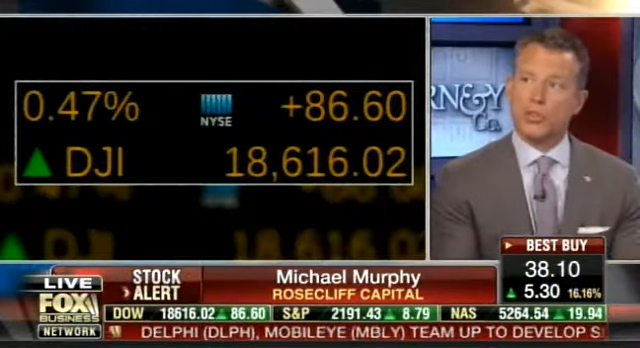 0.47% NYSE +86.60
DJI 18,616.02
RNEY
& Co.
BEST BUY
38.10
5.30 16.16%
LIVE
FOX
BUSINESS
NETWORK
STOCK
ALERT
Michael Murphy
ROSECLIFF CAPITAL
DOW 18616.02 86.60 S&P 2191.43 8.79 NAS 5264.54 19.94
DELPHI (DLPH), MOBILEYE (MBLY) TEAM UP TO DEVELOP S